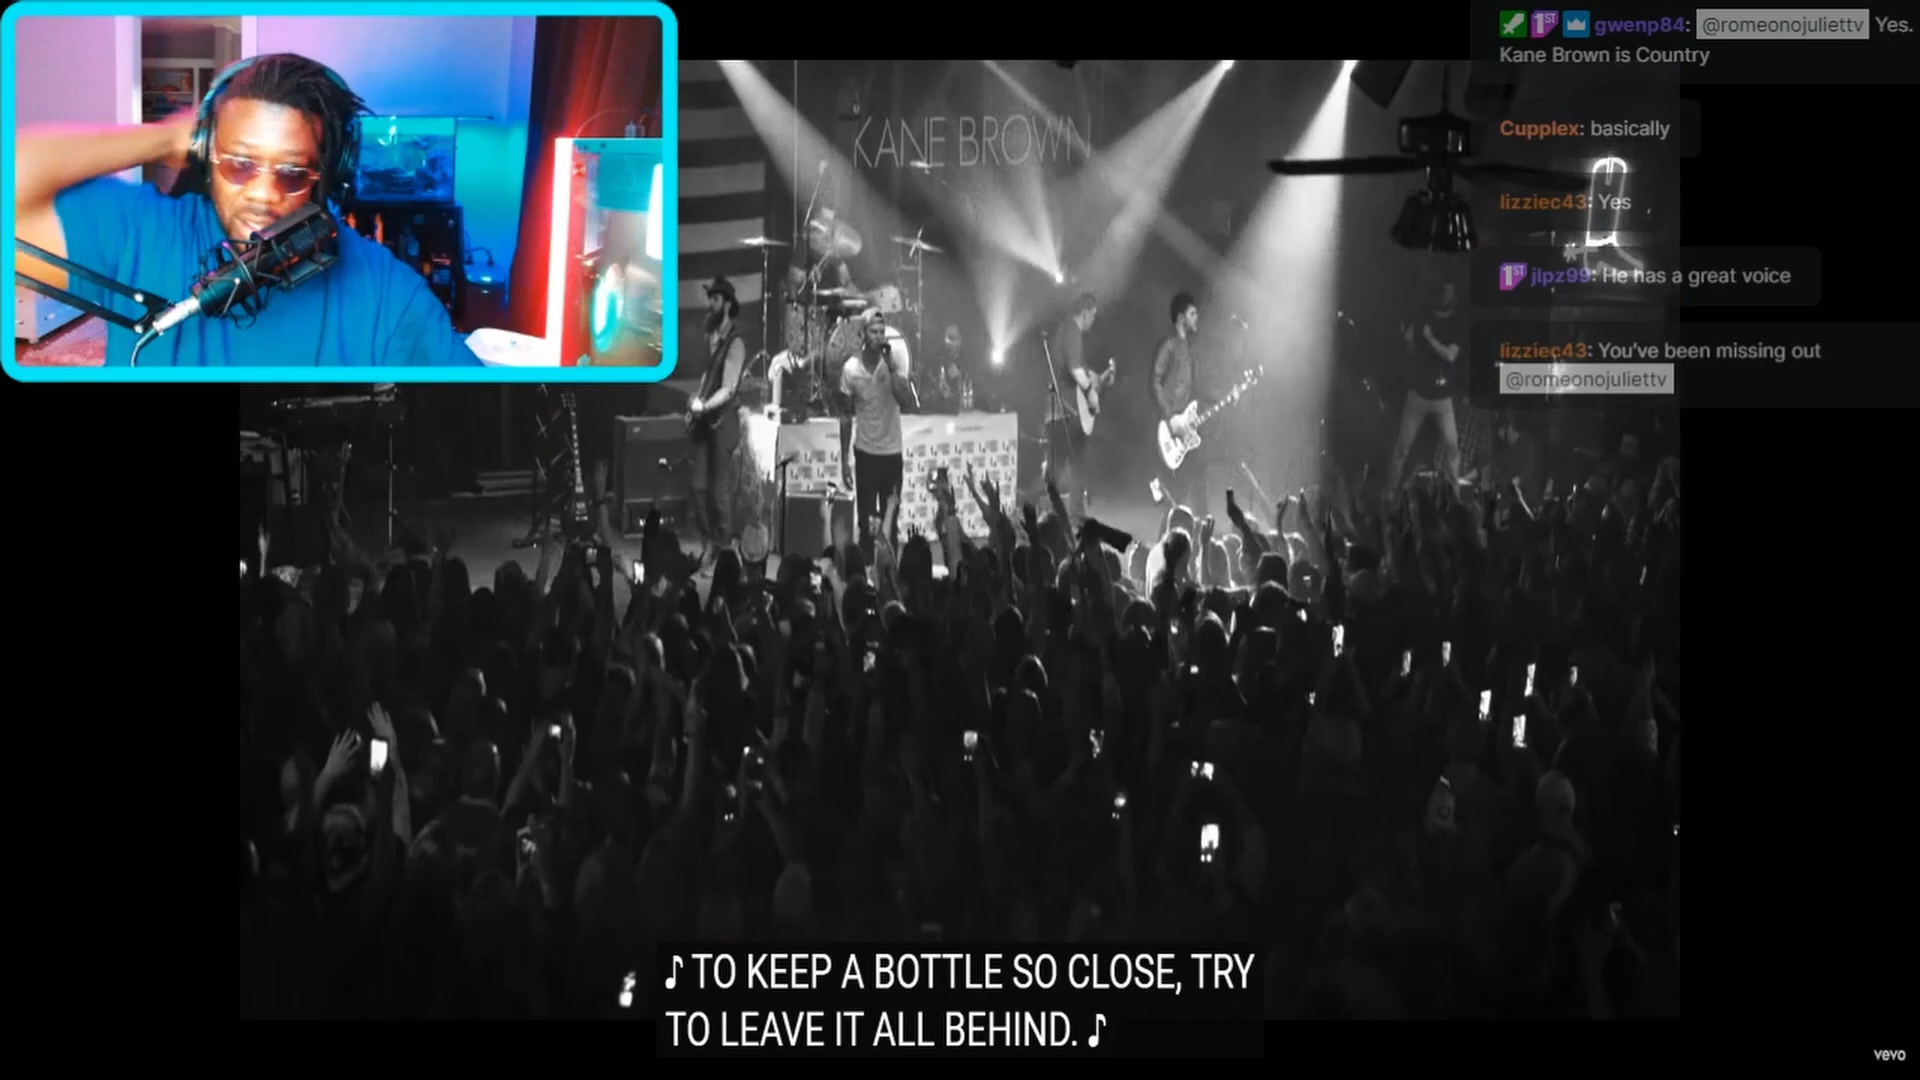 gwenp84: @romeonojuliettv Yes.
Kane Brown is Country
Cupplex: basically
lizziec43: Yes
1ST jlpz99: He has a great voice
lizziec43: You've been missing out
@romeonojuliettv
KANE BROWN
♪ TO KEEP A BOTTLE SO CLOSE, TRY
TO LEAVE IT ALL BEHIND. ♪
vevo